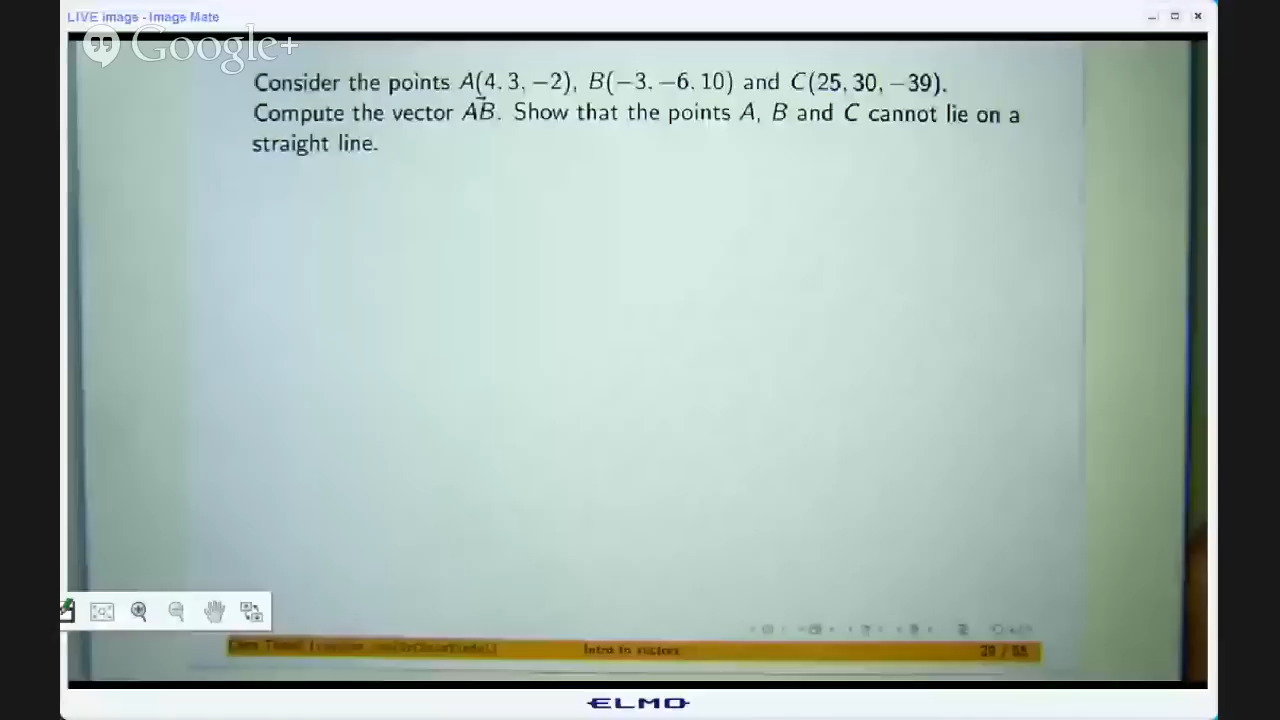 LIVE image - Image Mate
Google+
Consider the points A(4, 3, −2), B(−3, −6, 10) and C(25, 30, −39).
Compute the vector AB⃗. Show that the points A, B and C cannot lie on a
straight line.
Intro to vectors
ELMO